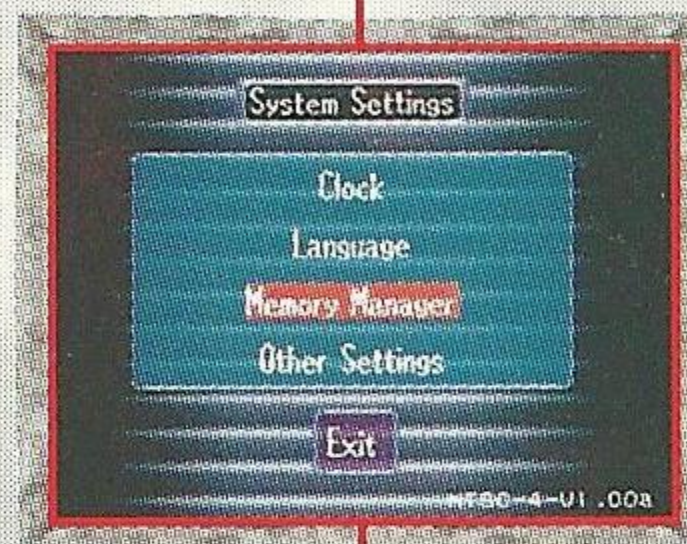 System Settings
Clock
Language
Memory Manager
Other Settings
Exit